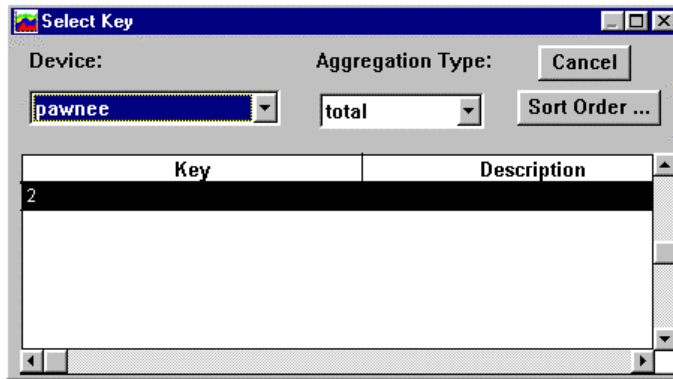 Select Key
Device: Aggregation Type: Cancel
pawnee total Sort Order ...
Key Description
2